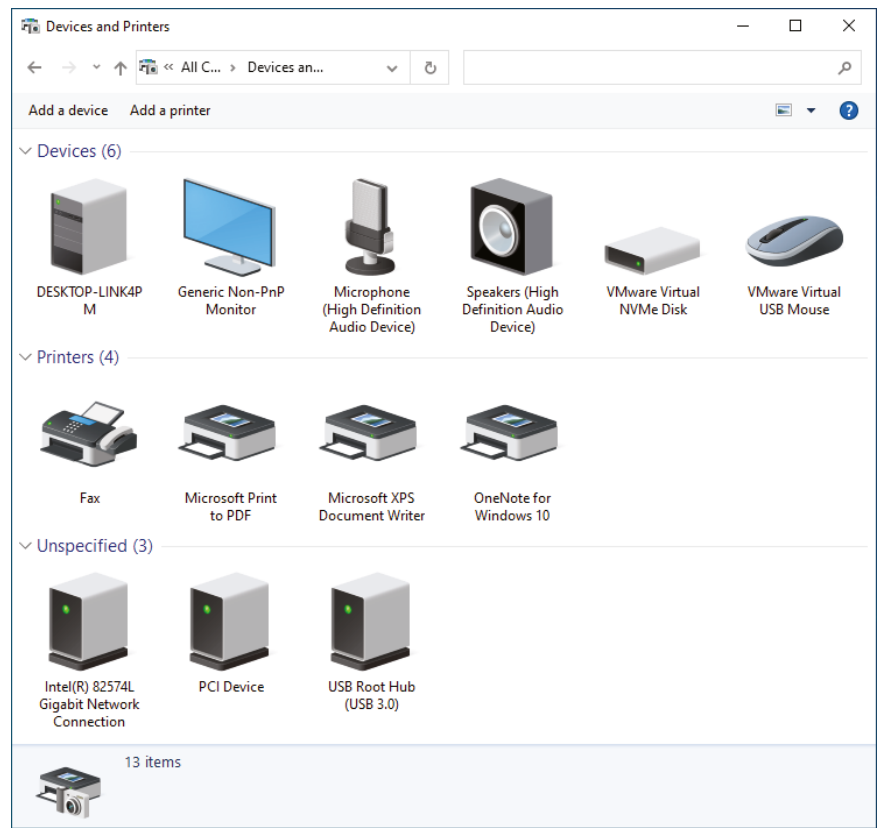 Devices and Printers
« All C... › Devices an...
Add a device Add a printer
Devices (6)
DESKTOP-LINK4P
M
Generic Non-PnP
Monitor
Microphone
(High Definition
Audio Device)
Speakers (High
Definition Audio
Device)
VMware Virtual
NVMe Disk
VMware Virtual
USB Mouse
Printers (4)
Fax
Microsoft Print
to PDF
Microsoft XPS
Document Writer
OneNote for
Windows 10
Unspecified (3)
Intel(R) 82574L
Gigabit Network
Connection
PCI Device
USB Root Hub
(USB 3.0)
13 items